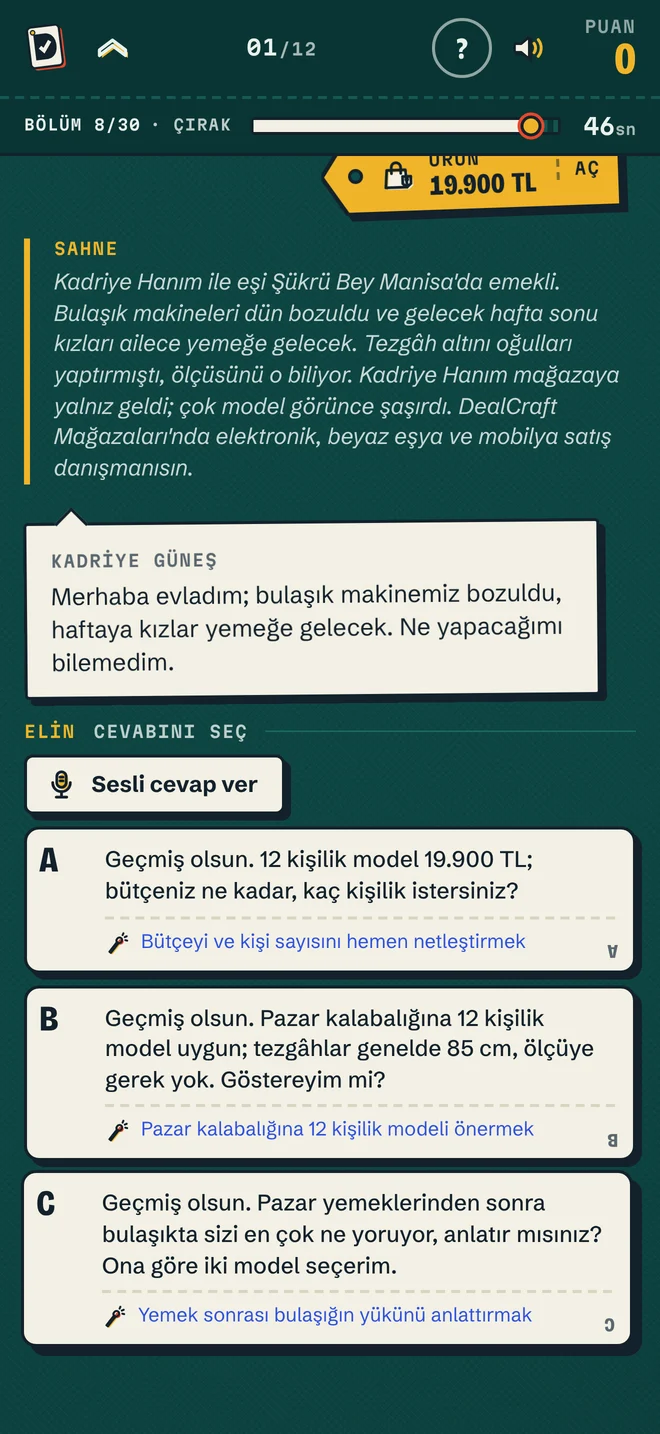 01/12
?
PUAN
0
BÖLÜM 8/30 · ÇIRAK
46sn
ÜRÜN
19.900 TL
AÇ
SAHNE
Kadriye Hanım ile eşi Şükrü Bey Manisa'da emekli.
Bulaşık makineleri dün bozuldu ve gelecek hafta sonu
kızları ailece yemeğe gelecek. Tezgâh altını oğulları
yaptırmıştı, ölçüsünü o biliyor. Kadriye Hanım mağazaya
yalnız geldi; çok model görünce şaşırdı. DealCraft
Mağazaları'nda elektronik, beyaz eşya ve mobilya satış
danışmanısın.
KADRİYE GÜNEŞ
Merhaba evladım; bulaşık makinemiz bozuldu,
haftaya kızlar yemeğe gelecek. Ne yapacağımı
bilemedim.
ELİN CEVABINI SEÇ
Sesli cevap ver
A
Geçmiş olsun. 12 kişilik model 19.900 TL;
bütçeniz ne kadar, kaç kişilik istersiniz?
Bütçeyi ve kişi sayısını hemen netleştirmek
A
B
Geçmiş olsun. Pazar kalabalığına 12 kişilik
model uygun; tezgâhlar genelde 85 cm, ölçüye
gerek yok. Göstereyim mi?
Pazar kalabalığına 12 kişilik modeli önermek
B
C
Geçmiş olsun. Pazar yemeklerinden sonra
bulaşıkta sizi en çok ne yoruyor, anlatır mısınız?
Ona göre iki model seçerim.
Yemek sonrası bulaşığın yükünü anlattırmak
C